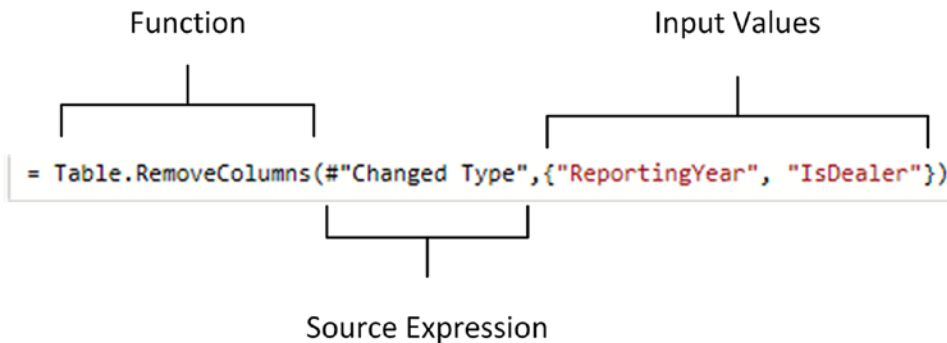 Function
Input Values
= Table.RemoveColumns(#"Changed Type",{"ReportingYear", "IsDealer"})
Source Expression